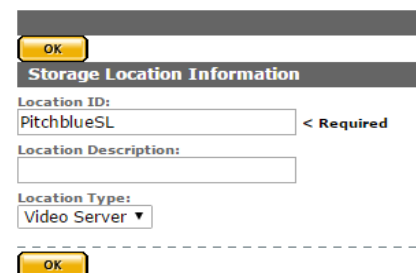 OK
Storage Location Information
Location ID:
PitchblueSL < Required
Location Description:
Location Type:
Video Server ▼
OK